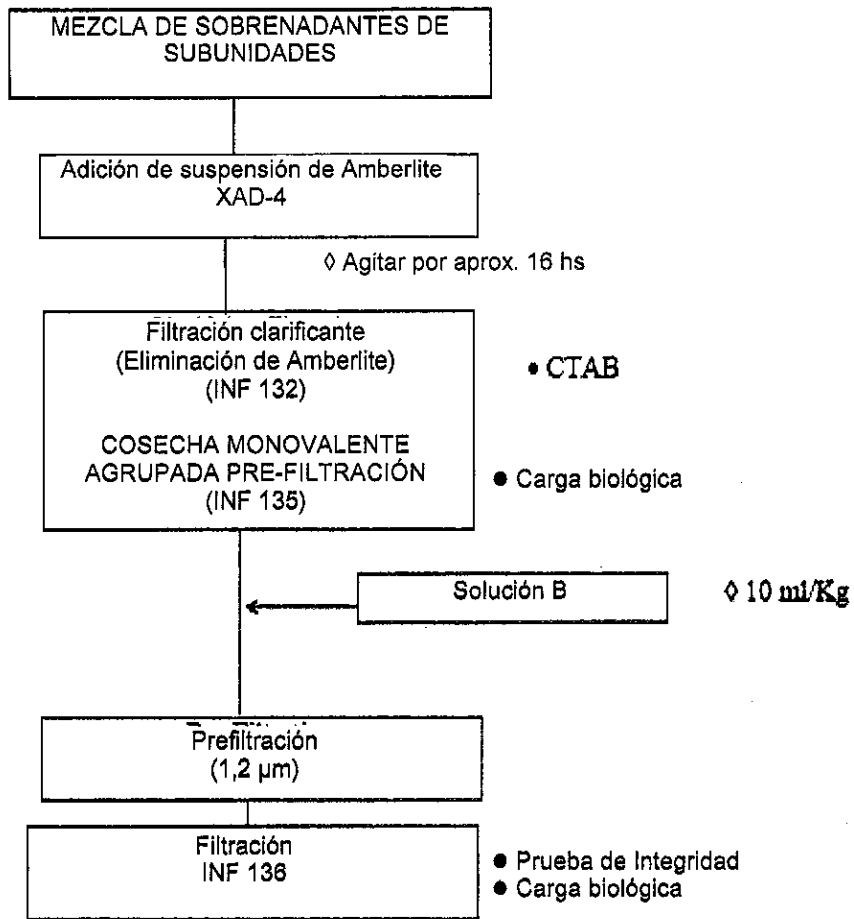 MEZCLA DE SOBRENADANTES DE
SUBUNIDADES
Adición de suspensión de Amberlite
XAD-4
◊ Agitar por aprox. 16 hs
Filtración clarificante
(Eliminación de Amberlite)
(INF 132)
• CTAB
COSECHA MONOVALENTE
AGRUPADA PRE-FILTRACIÓN
(INF 135)
● Carga biológica
Solución B
◊ 10 ml/Kg
Prefiltración
(1,2 µm)
Filtración
INF 136
● Prueba de Integridad
● Carga biológica